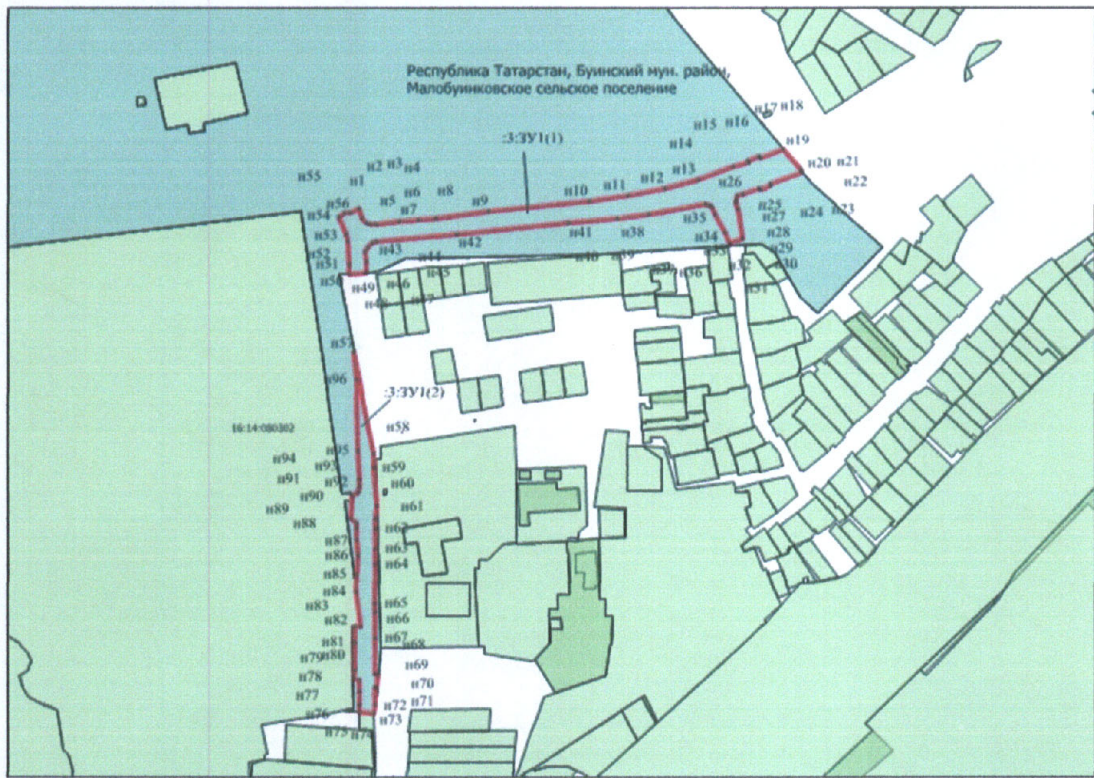 Республика Татарстан, Буинский мун. район,
Малобуинковское сельское поселение
н17 н18
н15 н16
:3:ЗУ1(1)
н14
н19
н2 н3 н4
н20 н21
н55 н1
н13
н22
н12
н6 н8
н11
н26
н10
н56 н5
н9
н25
н54
н7
н35
н24 н23
н27
н53
н42
н41
н38
н34
н28
н52
н43
н33
н29
н51
н44
н40
н39
н32
н30
н50
н49
н45
н36
н46
н31
н48
н47
н57
н96
:3:ЗУ1(2)
16:14:080302
н58
н95
н94
н93
н59
н91
н92
н60
н90
н89
н61
н88
н62
н87
н63
н86
н64
н85
н84
н83
н65
н82
н66
н81
н67
н68
н79
н80
н69
н78
н70
н77
н71
н72
н76
н73
н75
н74